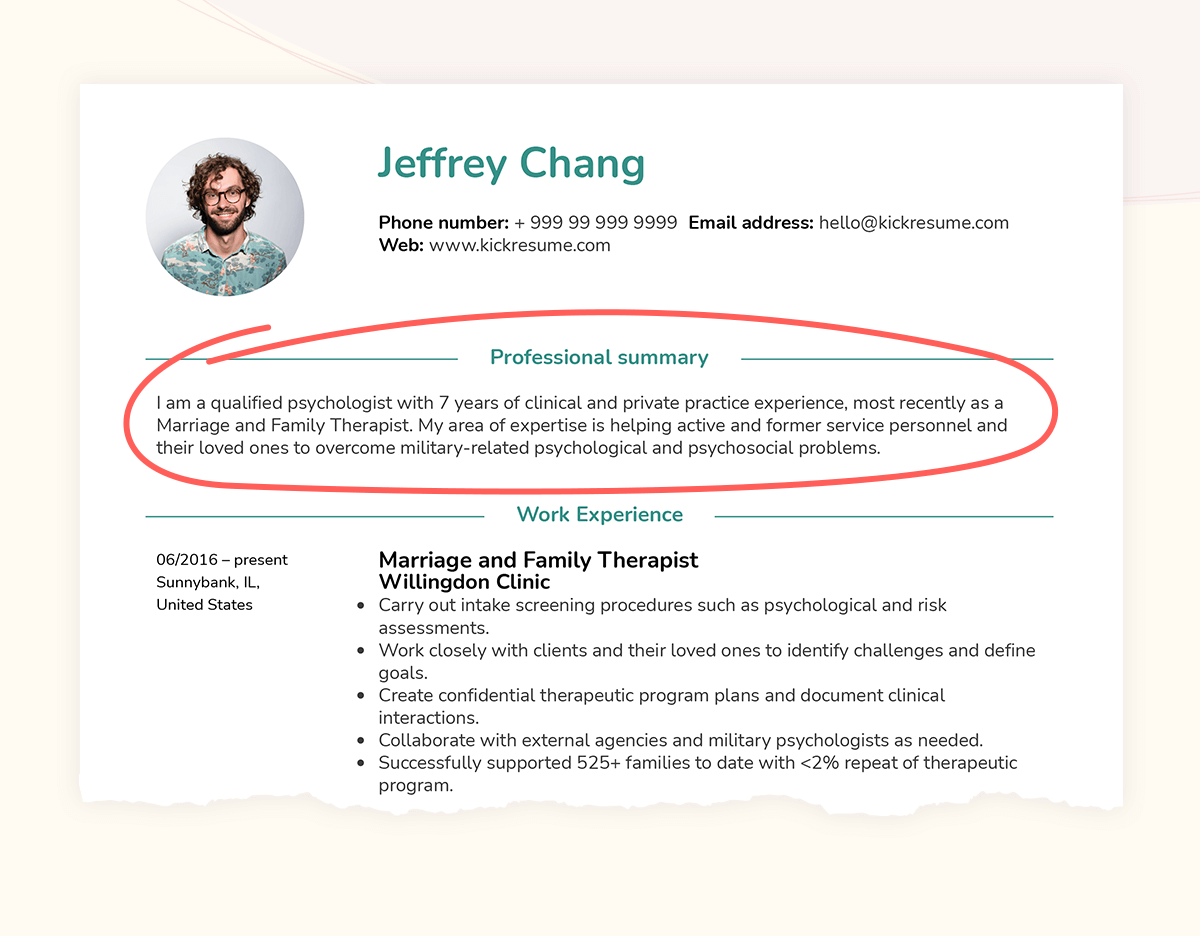 Jeffrey Chang
Phone number: + 999 99 999 9999 Email address: hello@kickresume.com
Web: www.kickresume.com
Professional summary
I am a qualified psychologist with 7 years of clinical and private practice experience, most recently as a
Marriage and Family Therapist. My area of expertise is helping active and former service personnel and
their loved ones to overcome military-related psychological and psychosocial problems.
Work Experience
06/2016 – present
Sunnybank, IL,
United States
Marriage and Family Therapist
Willingdon Clinic
• Carry out intake screening procedures such as psychological and risk
assessments.
• Work closely with clients and their loved ones to identify challenges and define
goals.
• Create confidential therapeutic program plans and document clinical
interactions.
• Collaborate with external agencies and military psychologists as needed.
• Successfully supported 525+ families to date with <2% repeat of therapeutic
program.